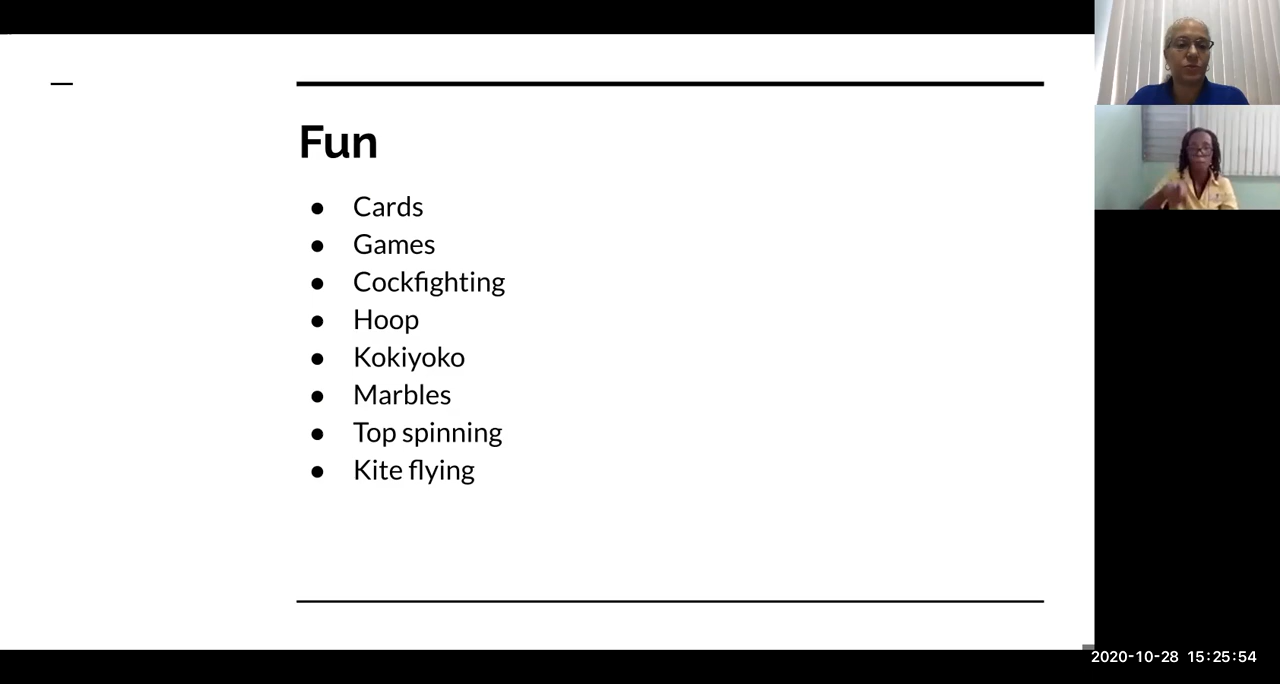 Fun
● Cards
● Games
● Cockfighting
● Hoop
● Kokiyoko
● Marbles
● Top spinning
● Kite flying
2020-10-28 15:25:54